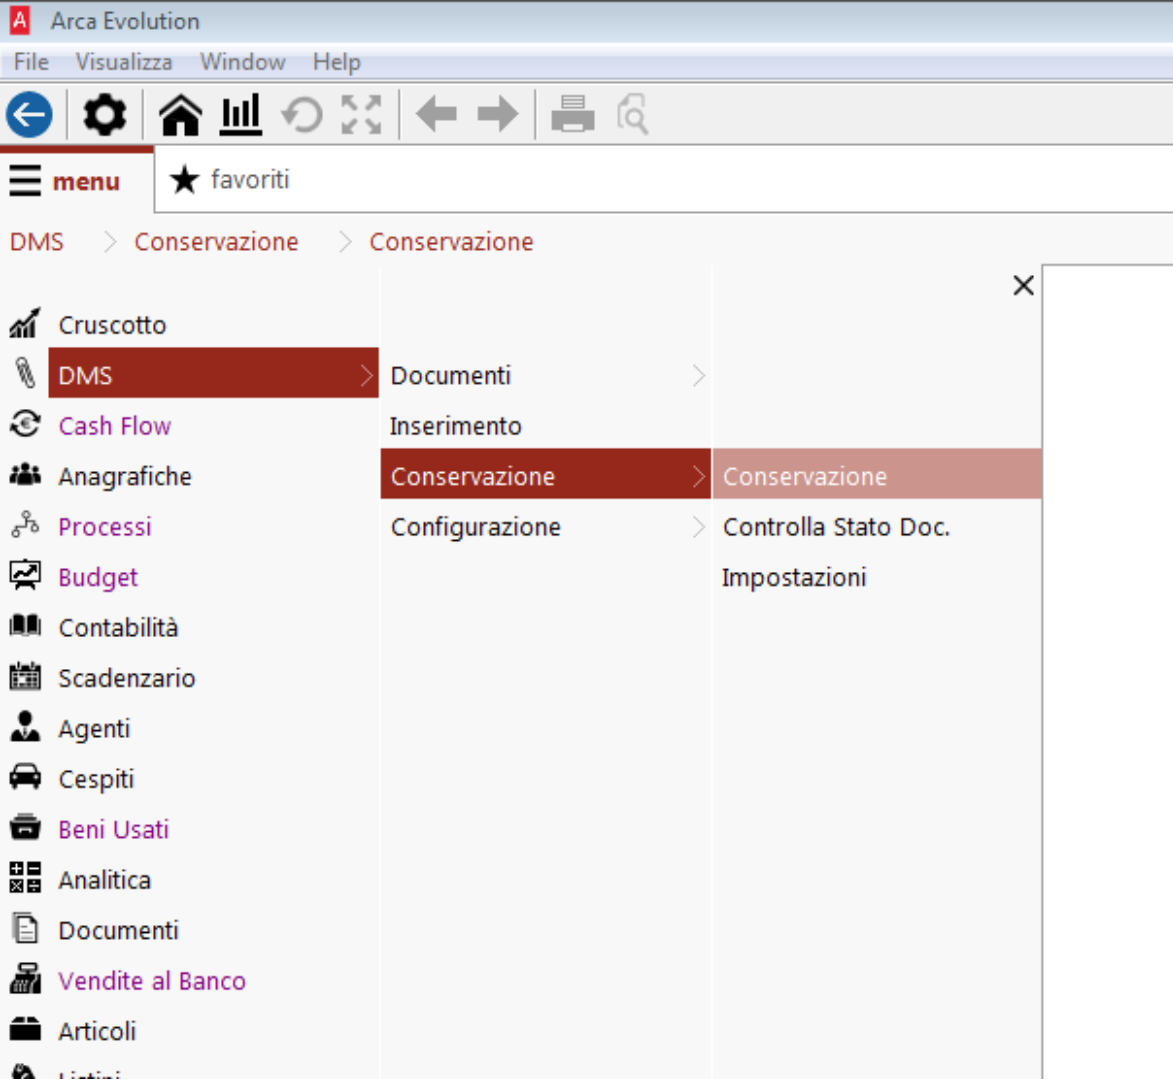 A Arca Evolution
File Visualizza Window Help
menu
favoriti
DMS Conservazione Conservazione
Cruscotto
DMS
Cash Flow
Anagrafiche
Processi
Budget
Contabilità
Scadenzario
Agenti
Cespiti
Beni Usati
Analitica
Documenti
Vendite al Banco
Articoli
Listini
Documenti
Inserimento
Conservazione
Configurazione
Conservazione
Controlla Stato Doc.
Impostazioni